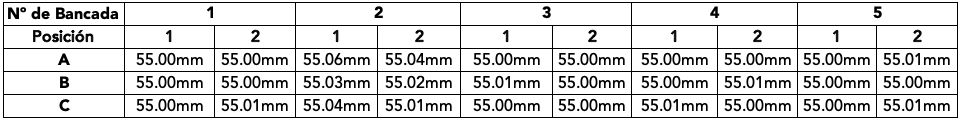 Nº de Bancada 1 2 3 4 5
Posición 1 2 1 2 1 2 1 2 1 2
A 55.00mm 55.00mm 55.06mm 55.04mm 55.00mm 55.00mm 55.00mm 55.00mm 55.00mm 55.01mm
B 55.00mm 55.00mm 55.03mm 55.02mm 55.01mm 55.00mm 55.00mm 55.01mm 55.00mm 55.00mm
C 55.00mm 55.01mm 55.04mm 55.01mm 55.00mm 55.00mm 55.01mm 55.00mm 55.00mm 55.01mm